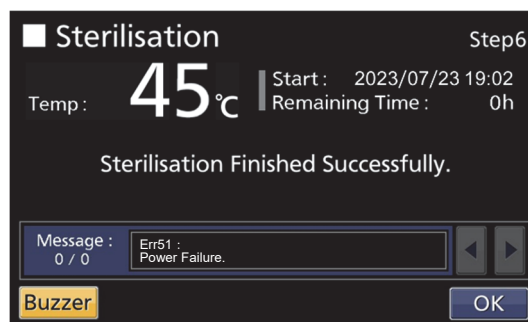 Sterilisation
Step6
Temp : 45℃
Start : 2023/07/23 19:02
Remaining Time : 0h
Sterilisation Finished Successfully.
Message :
0 / 0
Err51 :
Power Failure.
Buzzer
OK